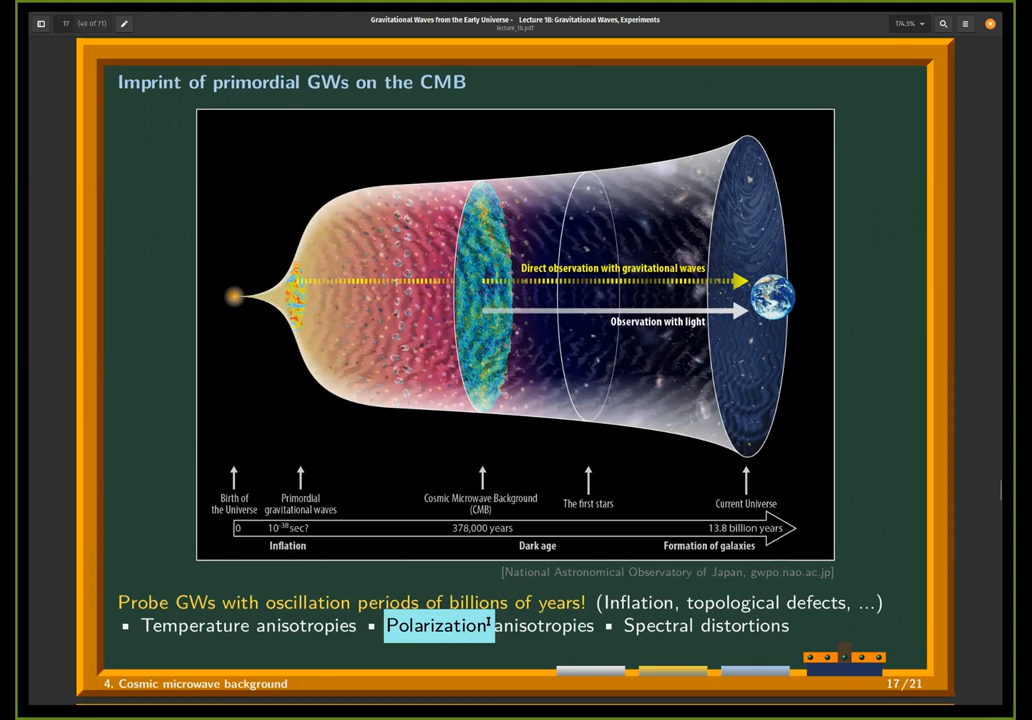 17 (49 of 71)
Gravitational Waves from the Early Universe - Lecture 1B: Gravitational Waves, Experiments
lecture_1b.pdf
174.5%
Imprint of primordial GWs on the CMB
Direct observation with gravitational waves
Observation with light
Birth of
the Universe
Primordial
gravitational waves
Cosmic Microwave Background
(CMB)
The first stars
Current Universe
0 10⁻³⁸ sec? 378,000 years 13.8 billion years
Inflation Dark age Formation of galaxies
[National Astronomical Observatory of Japan, gwpo.nao.ac.jp]
Probe GWs with oscillation periods of billions of years! (Inflation, topological defects, ...)
▪ Temperature anisotropies ▪ Polarization anisotropies ▪ Spectral distortions
4. Cosmic microwave background 17/21